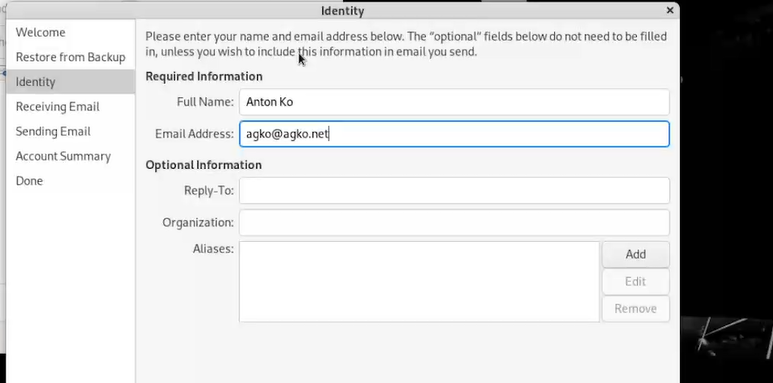 Identity
Welcome
Restore from Backup
Identity
Receiving Email
Sending Email
Account Summary
Done
Please enter your name and email address below. The “optional” fields below do not need to be filled
in, unless you wish to include this information in email you send.
Required Information
Full Name: Anton Ko
Email Address: agko@agko.net
Optional Information
Reply-To:
Organization:
Aliases:
Add
Edit
Remove